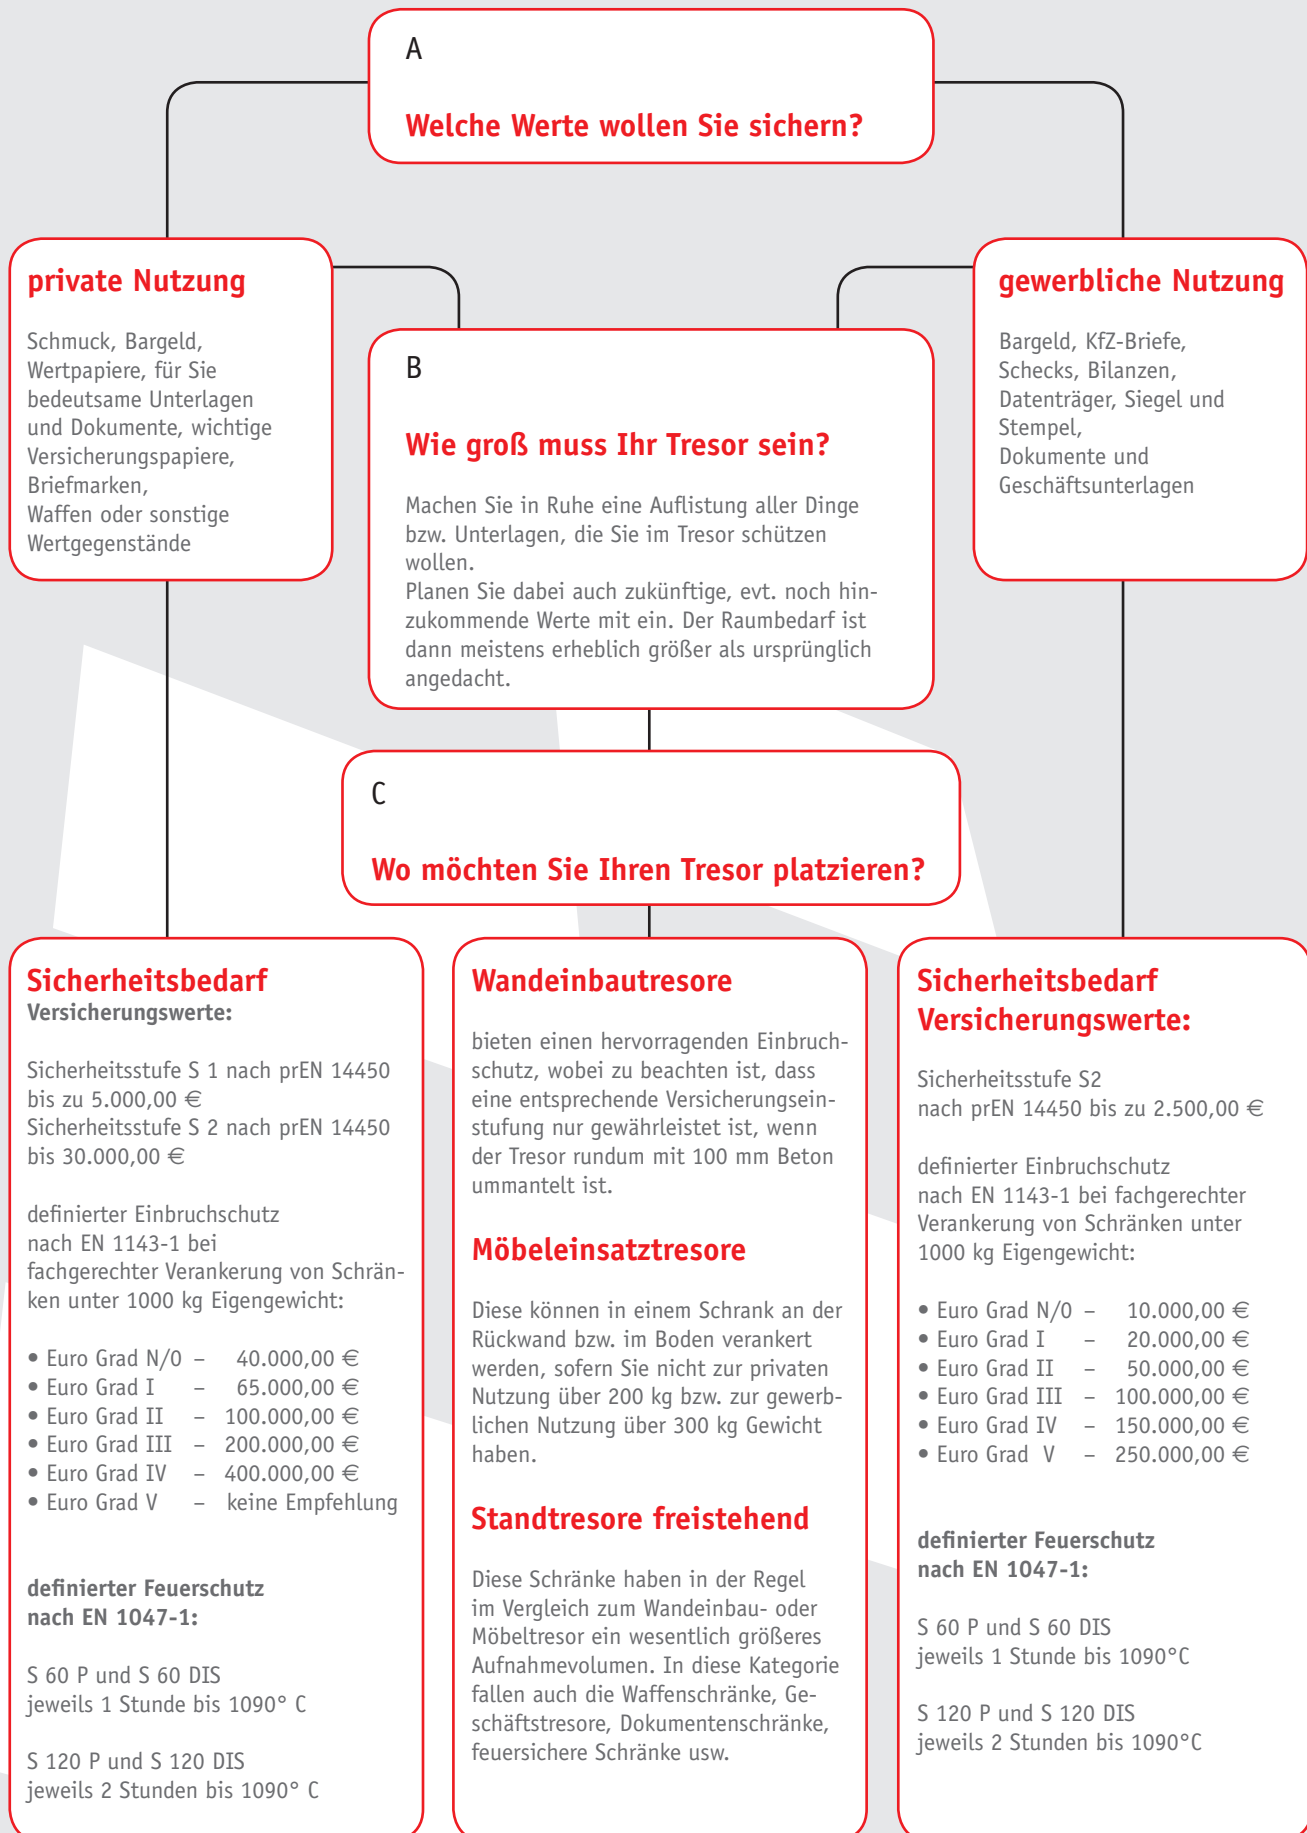 A
Welche Werte wollen Sie sichern?
private Nutzung
Schmuck, Bargeld,
Wertpapiere, für Sie
bedeutsame Unterlagen
und Dokumente, wichtige
Versicherungspapiere,
Briefmarken,
Waffen oder sonstige
Wertgegenstände
gewerbliche Nutzung
Bargeld, KfZ-Briefe,
Schecks, Bilanzen,
Datenträger, Siegel und
Stempel,
Dokumente und
Geschäftsunterlagen
B
Wie groß muss Ihr Tresor sein?
Machen Sie in Ruhe eine Auflistung aller Dinge
bzw. Unterlagen, die Sie im Tresor schützen
wollen.
Planen Sie dabei auch zukünftige, evt. noch hin-
zukommende Werte mit ein. Der Raumbedarf ist
dann meistens erheblich größer als ursprünglich
angedacht.
C
Wo möchten Sie Ihren Tresor platzieren?
Sicherheitsbedarf
Versicherungswerte:
Sicherheitsstufe S 1 nach prEN 14450
bis zu 5.000,00 €
Sicherheitsstufe S 2 nach prEN 14450
bis 30.000,00 €
definierter Einbruchschutz
nach EN 1143-1 bei
fachgerechter Verankerung von Schrän-
ken unter 1000 kg Eigengewicht:
• Euro Grad N/0 – 40.000,00 €
• Euro Grad I – 65.000,00 €
• Euro Grad II – 100.000,00 €
• Euro Grad III – 200.000,00 €
• Euro Grad IV – 400.000,00 €
• Euro Grad V – keine Empfehlung
definierter Feuerschutz
nach EN 1047-1:
S 60 P und S 60 DIS
jeweils 1 Stunde bis 1090° C
S 120 P und S 120 DIS
jeweils 2 Stunden bis 1090° C
Wandeinbautresore
bieten einen hervorragenden Einbruch-
schutz, wobei zu beachten ist, dass
eine entsprechende Versicherungsein-
stufung nur gewährleistet ist, wenn
der Tresor rundum mit 100 mm Beton
ummantelt ist.
Möbeleinsatztresore
Diese können in einem Schrank an der
Rückwand bzw. im Boden verankert
werden, sofern Sie nicht zur privaten
Nutzung über 200 kg bzw. zur gewerb-
lichen Nutzung über 300 kg Gewicht
haben.
Standtresore freistehend
Diese Schränke haben in der Regel
im Vergleich zum Wandeinbau- oder
Möbeltresor ein wesentlich größeres
Aufnahmevolumen. In diese Kategorie
fallen auch die Waffenschränke, Ge-
schäftstresore, Dokumentenschränke,
feuersichere Schränke usw.
Sicherheitsbedarf
Versicherungswerte:
Sicherheitsstufe S2
nach prEN 14450 bis zu 2.500,00 €
definierter Einbruchschutz
nach EN 1143-1 bei fachgerechter
Verankerung von Schränken unter
1000 kg Eigengewicht:
• Euro Grad N/0 – 10.000,00 €
• Euro Grad I – 20.000,00 €
• Euro Grad II – 50.000,00 €
• Euro Grad III – 100.000,00 €
• Euro Grad IV – 150.000,00 €
• Euro Grad V – 250.000,00 €
definierter Feuerschutz
nach EN 1047-1:
S 60 P und S 60 DIS
jeweils 1 Stunde bis 1090°C
S 120 P und S 120 DIS
jeweils 2 Stunden bis 1090°C